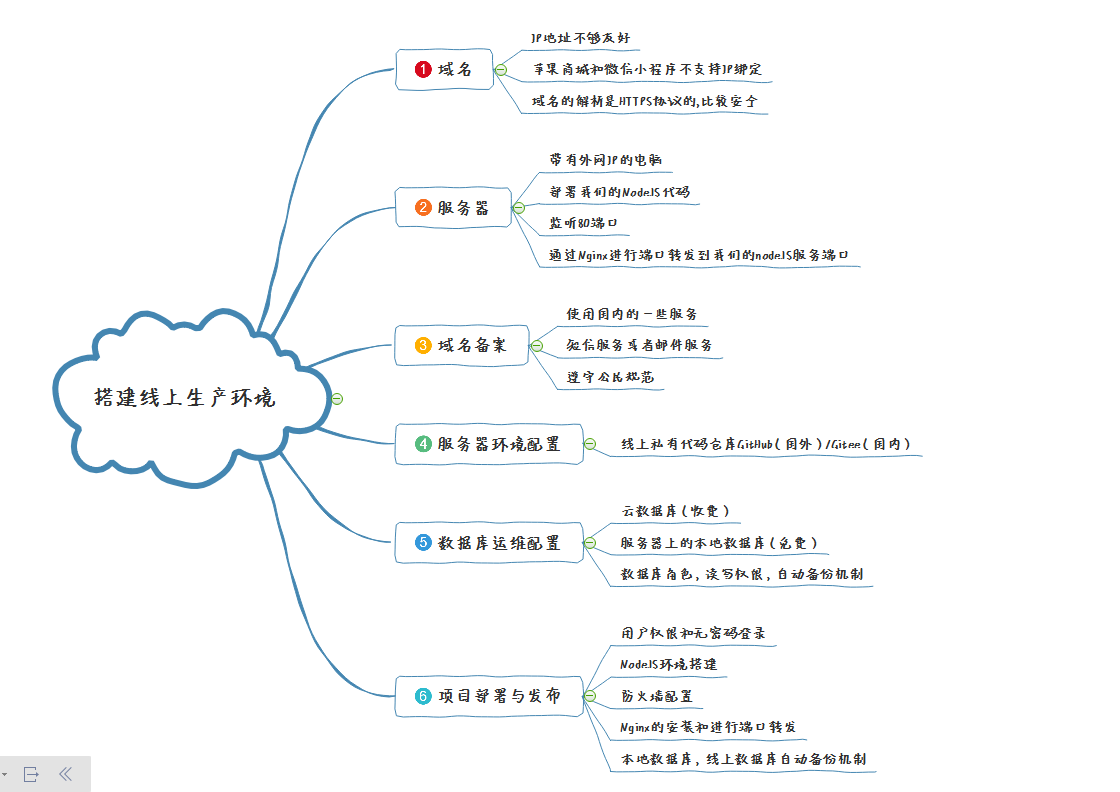 搭建线上生产环境
1 域名
IP地址不够友好
苹果商城和微信小程序不支持IP绑定
域名的解析是HTTPS协议的,比较安全
2 服务器
带有外网IP的电脑
部署我们的NodeJS代码
监听80端口
通过Nginx进行端口转发到我们的nodeJS服务端口
3 域名备案
使用国内的一些服务
短信服务或者邮件服务
遵守公民规范
4 服务器环境配置
线上私有代码仓库GitHub(国外)/Gitee(国内)
5 数据库运维配置
云数据库(收费)
服务器上的本地数据库(免费)
数据库角色，读写权限，自动备份机制
6 项目部署与发布
用户权限和无密码登录
NodeJS环境搭建
防火墙配置
Nginx的安装和进行端口转发
本地数据库，线上数据库自动备份机制